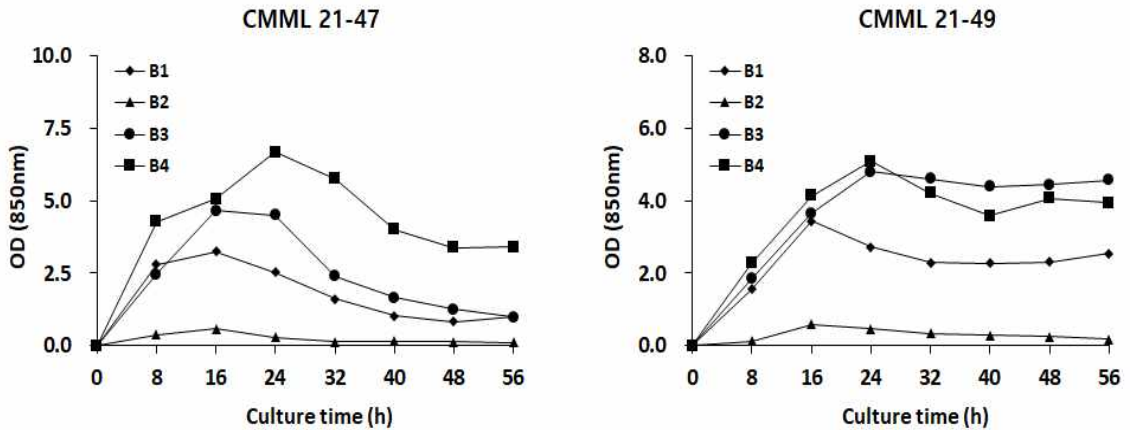 CMML 21-47
10.0
7.5
5.0
2.5
0.0
OD (850nm)
B1
B2
B3
B4
0 8 16 24 32 40 48 56
Culture time (h)
CMML 21-49
8.0
6.0
4.0
2.0
0.0
OD (850nm)
B1
B2
B3
B4
0 8 16 24 32 40 48 56
Culture time (h)